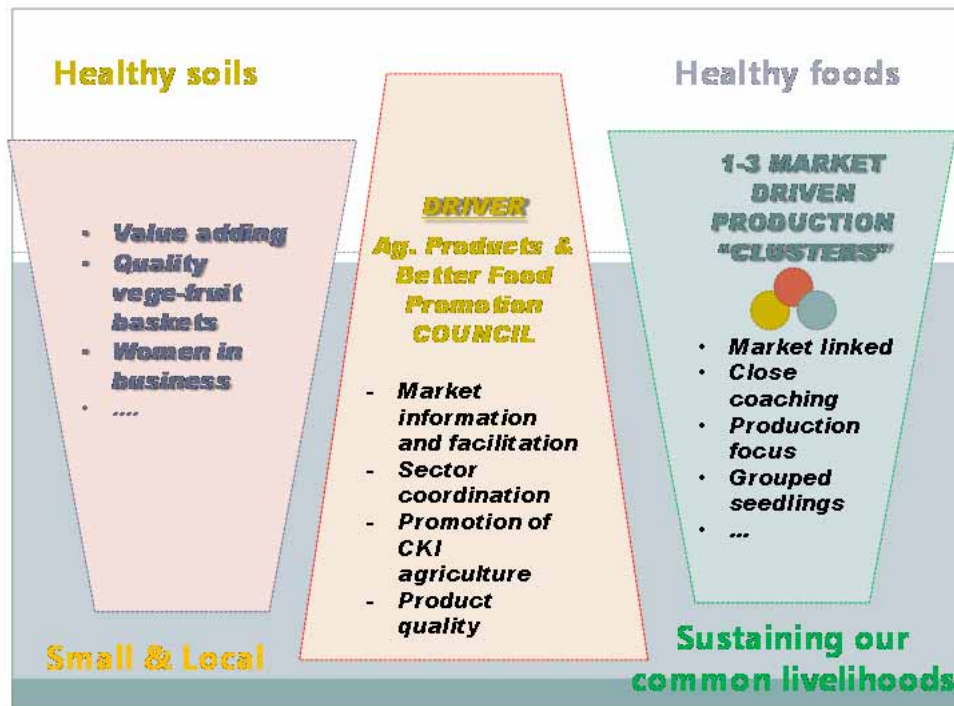 Healthy soils
Healthy foods
- Value adding
- Quality
vege-fruit
baskets
- Women in
business
• ....
DRIVER
Ag. Products &
Better Food
Promotion
COUNCIL
- Market
information
and facilitation
- Sector
coordination
- Promotion of
CKI
agriculture
- Product
quality
1-3 MARKET
DRIVEN
PRODUCTION
“CLUSTERS”
• Market linked
• Close
coaching
• Production
focus
• Grouped
seedlings
• ...
Small & Local
Sustaining our
common livelihoods